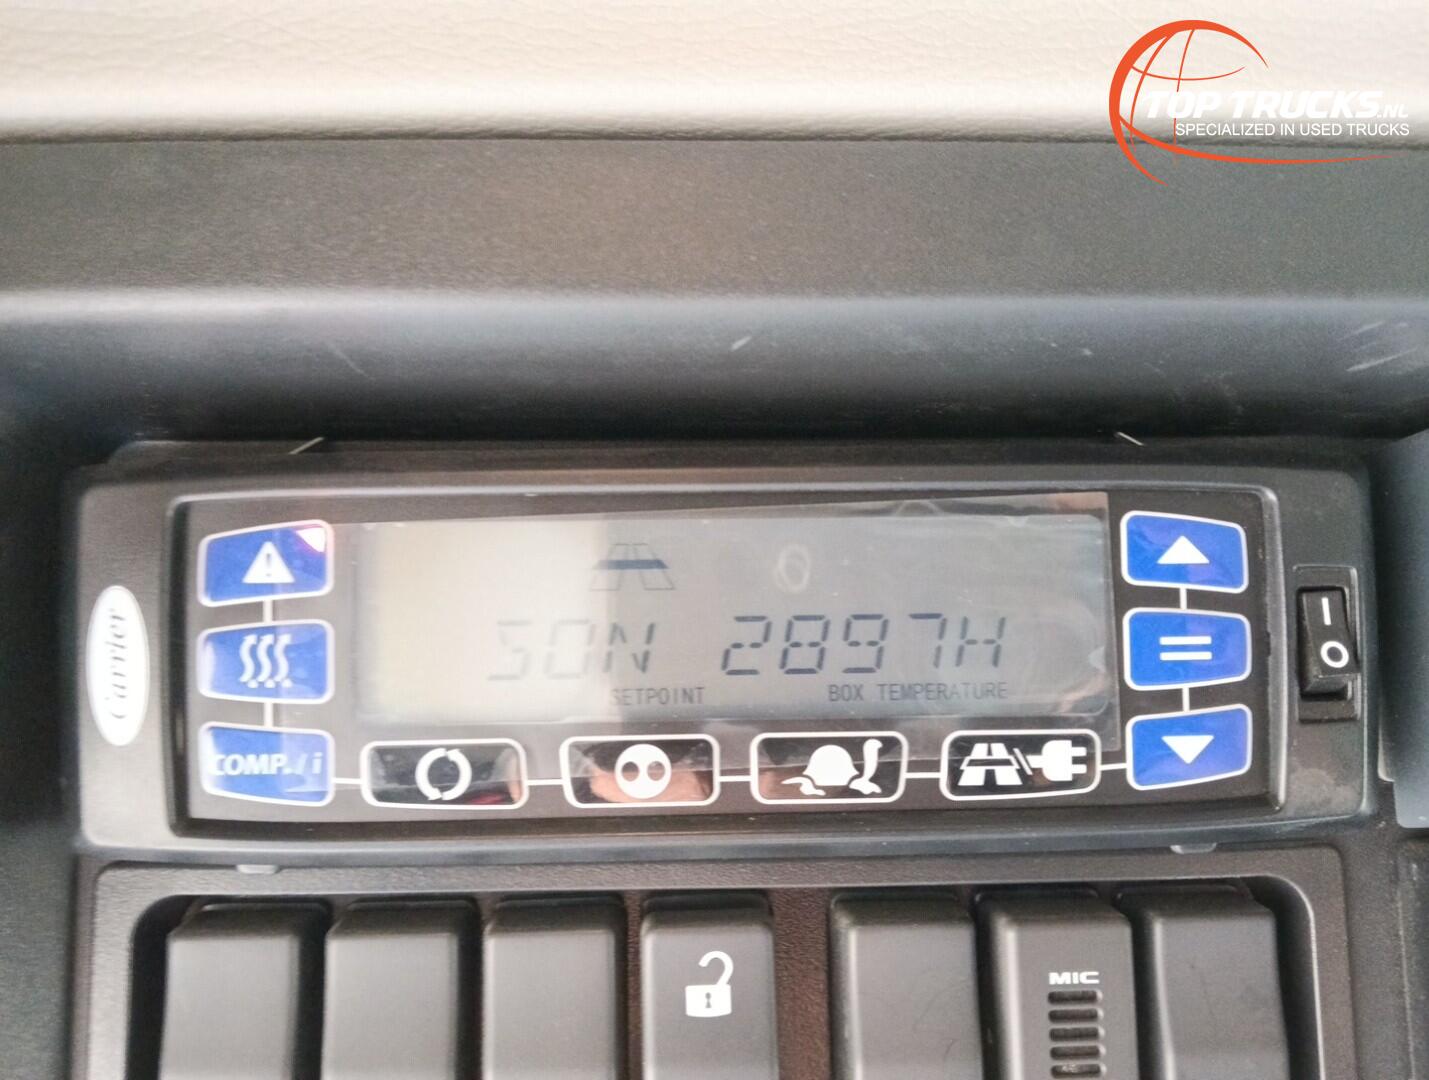 TOP TRUCKS.NL
SPECIALIZED IN USED TRUCKS
Carrier
SON 2897H
SETPOINT BOX TEMPERATURE
COMP. / i
I
O
MIC